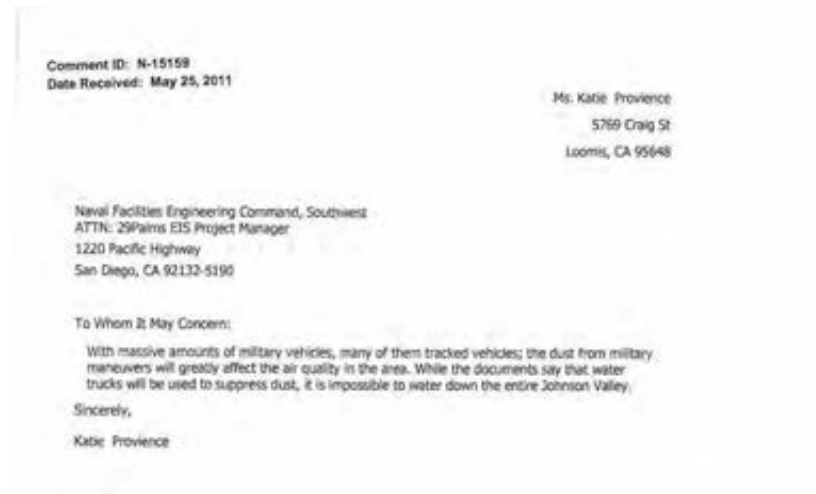 Comment ID: N-15159
Date Received: May 25, 2011
Ms. Katie Provience
5769 Craig St
Loomis, CA 95648
Naval Facilities Engineering Command, Southwest
ATTN: 29Palms EIS Project Manager
1220 Pacific Highway
San Diego, CA 92132-5190
To Whom It May Concern:
With massive amounts of military vehicles, many of them tracked vehicles; the dust from military
maneuvers will greatly affect the air quality in the area. While the documents say that water
trucks will be used to suppress dust, it is impossible to water down the entire Johnson Valley.
Sincerely,
Katie Provience